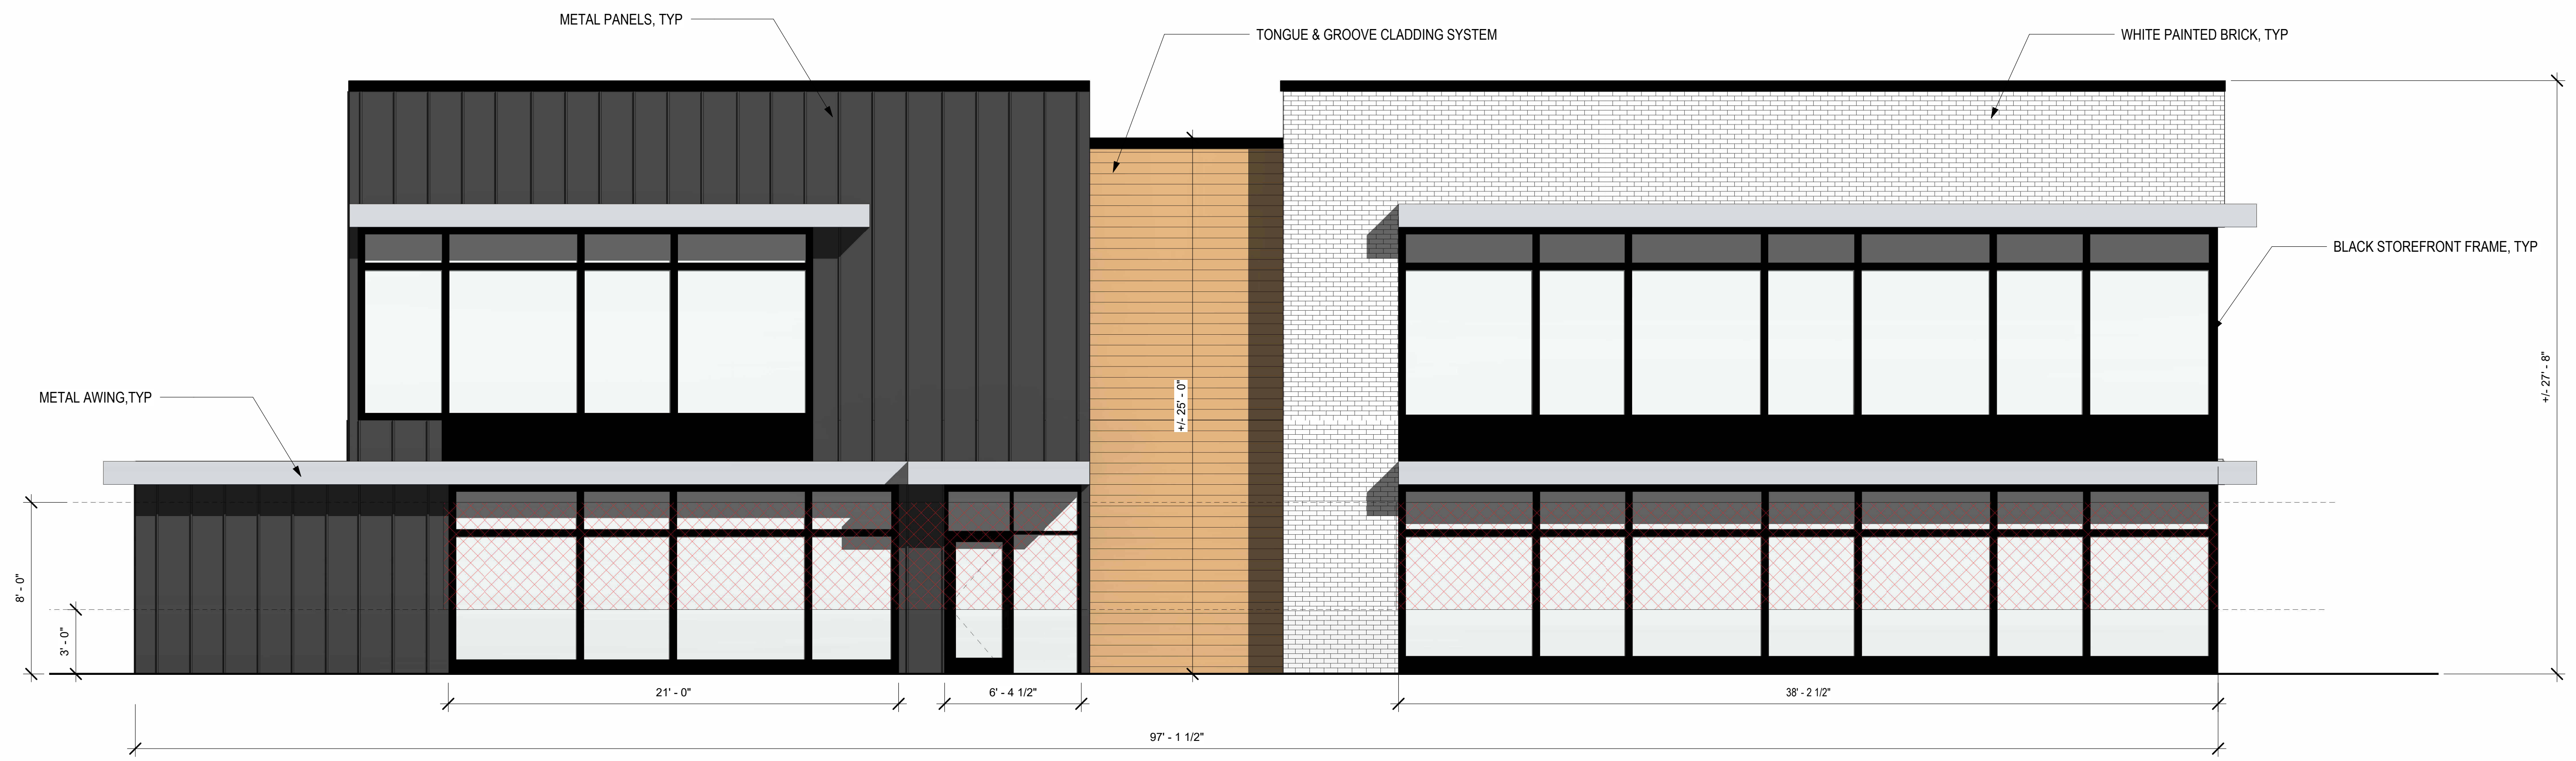 METAL PANELS, TYP
TONGUE & GROOVE CLADDING SYSTEM
WHITE PAINTED BRICK, TYP
BLACK STOREFRONT FRAME, TYP
+/- 27' - 8"
+/- 25' - 0"
METAL AWING,TYP
8' - 0"
3' - 0"
21' - 0"
6' - 4 1/2"
38' - 2 1/2"
97' - 1 1/2"